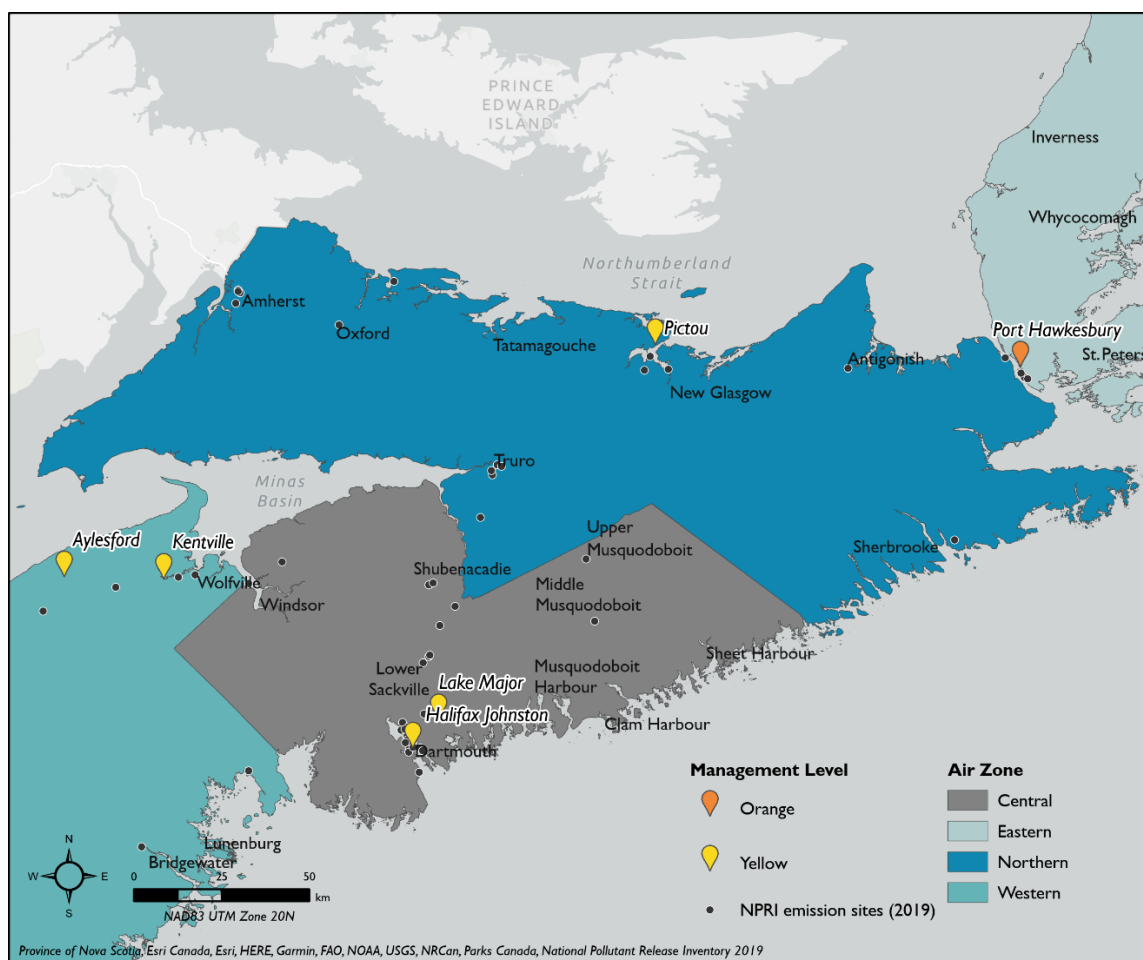 PRINCE
EDWARD
ISLAND
Inverness
Whycocomagh
Northumberland
Strait
Amherst
Oxford
Tatamagouche
Pictou
Port Hawkesbury
St. Peters
Antigonish
New Glasgow
Truro
Minas
Basin
Upper
Musquodoboit
Sherbrooke
Aylesford
Kentville
Wolfville
Windsor
Shubenacadie
Middle
Musquodoboit
Sheet Harbour
Lower
Sackville
Musquodoboit
Harbour
Lake Major
Halifax Johnston
Clam Harbour
Dartmouth
Lunenburg
Bridgewater
Management Level
Orange
Yellow
NPRI emission sites (2019)
Air Zone
Central
Eastern
Northern
Western
N
W
E
S
0
25
50
km
NAD83 UTM Zone 20N
Province of Nova Scotia, Esri Canada, Esri, HERE, Garmin, FAO, NOAA, USGS, NRCan, Parks Canada, National Pollutant Release Inventory 2019